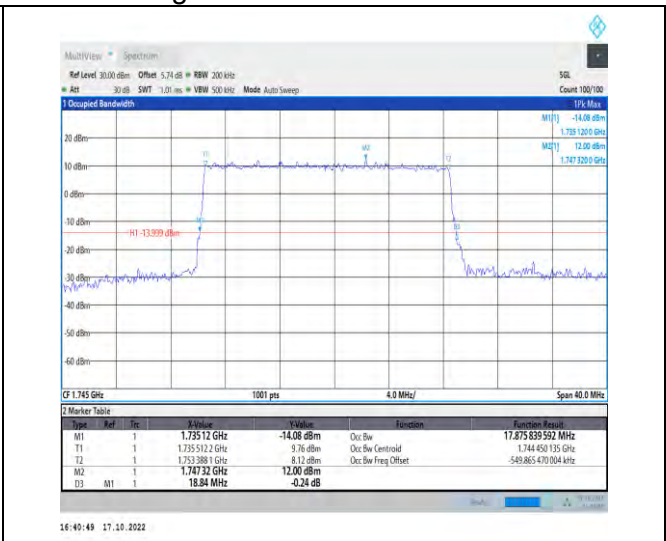 MultiView Spectrum
Ref Level 30.00 dBm Offset 5.74 dB RBW 200 kHz SGL
Att 30 dB SWT 1.01 ms VBW 500 kHz Mode Auto Sweep Count 100/100
1 Occupied Bandwidth 1Pk Max
M1[1] -14.08 dBm
1.735 120 0 GHz
M2[1] 12.00 dBm
1.747 320 0 GHz
20 dBm
T1 M2 T2
10 dBm
0 dBm
-10 dBm
M1 D3
H1 -13.999 dBm
-20 dBm
-30 dBm
-40 dBm
-50 dBm
-60 dBm
CF 1.745 GHz 1001 pts 4.0 MHz/ Span 40.0 MHz
2 Marker Table
Type Ref Trc X-Value Y-Value Function Function Result
M1 1 1.73512 GHz -14.08 dBm Occ Bw 17.875 839 592 MHz
T1 1 1.735 512 2 GHz 9.76 dBm Occ Bw Centroid 1.744 450 135 GHz
T2 1 1.753 388 1 GHz 8.12 dBm Occ Bw Freq Offset -549.865 470 004 kHz
M2 1 1.74732 GHz 12.00 dBm
D3 M1 1 18.84 MHz -0.24 dB
16:40:49 17.10.2022